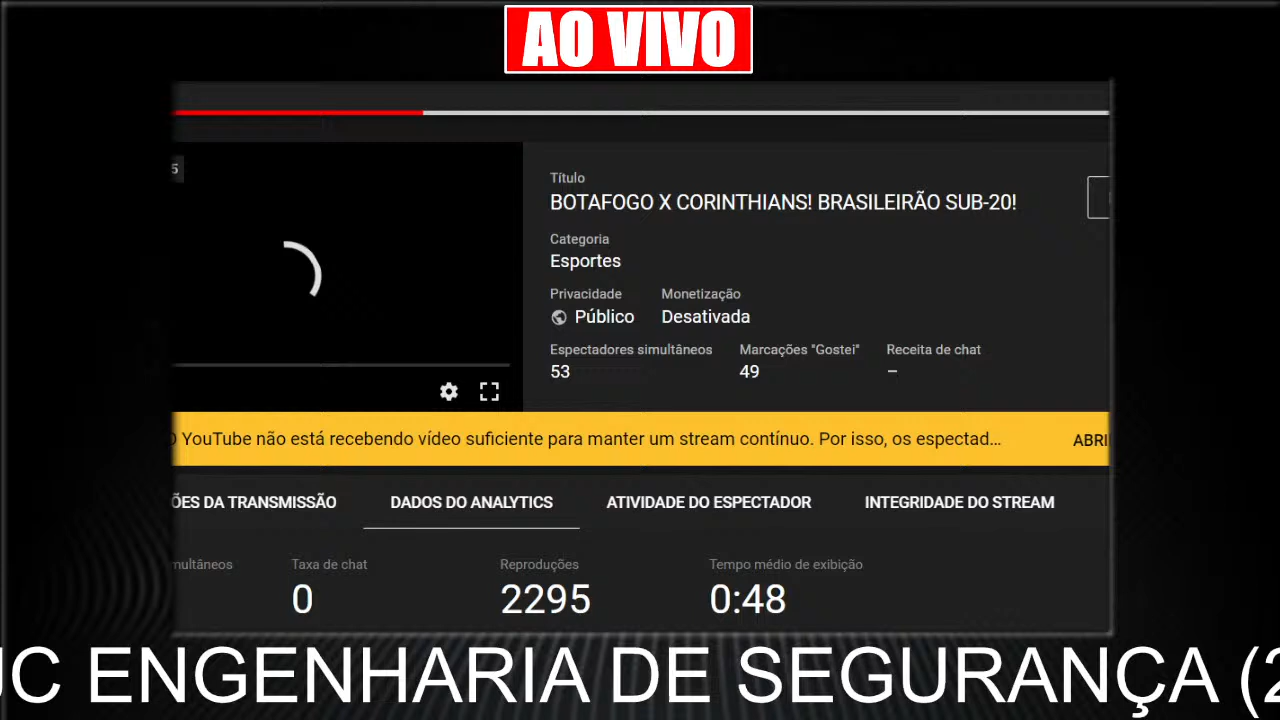 AO VIVO
5
Título
BOTAFOGO X CORINTHIANS! BRASILEIRÃO SUB-20!
Categoria
Esportes
Privacidade Monetização
Público Desativada
Espectadores simultâneos Marcações "Gostei" Receita de chat
53 49 –
O YouTube não está recebendo vídeo suficiente para manter um stream contínuo. Por isso, os espectad... ABRI
ÕES DA TRANSMISSÃO DADOS DO ANALYTICS ATIVIDADE DO ESPECTADOR INTEGRIDADE DO STREAM
multâneos Taxa de chat Reproduções Tempo médio de exibição
0 2295 0:48
JC ENGENHARIA DE SEGURANÇA (2